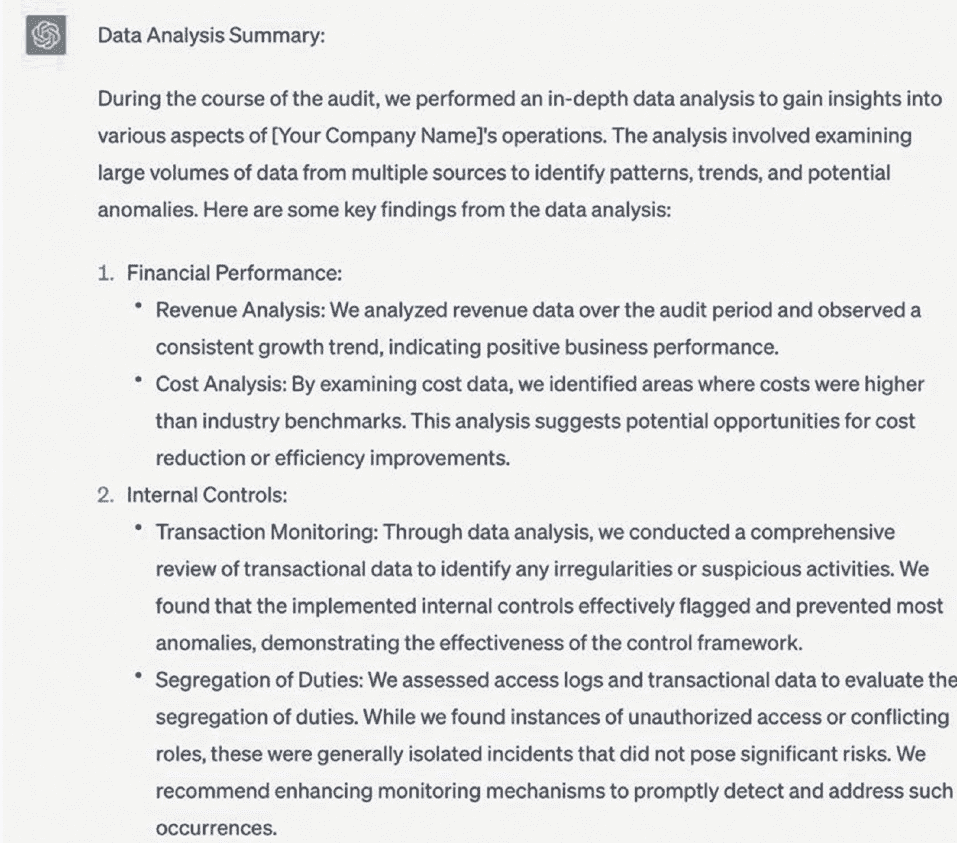 Data Analysis Summary:
During the course of the audit, we performed an in-depth data analysis to gain insights into
various aspects of [Your Company Name]'s operations. The analysis involved examining
large volumes of data from multiple sources to identify patterns, trends, and potential
anomalies. Here are some key findings from the data analysis:
1. Financial Performance:
• Revenue Analysis: We analyzed revenue data over the audit period and observed a
consistent growth trend, indicating positive business performance.
• Cost Analysis: By examining cost data, we identified areas where costs were higher
than industry benchmarks. This analysis suggests potential opportunities for cost
reduction or efficiency improvements.
2. Internal Controls:
• Transaction Monitoring: Through data analysis, we conducted a comprehensive
review of transactional data to identify any irregularities or suspicious activities. We
found that the implemented internal controls effectively flagged and prevented most
anomalies, demonstrating the effectiveness of the control framework.
• Segregation of Duties: We assessed access logs and transactional data to evaluate the
segregation of duties. While we found instances of unauthorized access or conflicting
roles, these were generally isolated incidents that did not pose significant risks. We
recommend enhancing monitoring mechanisms to promptly detect and address such
occurrences.